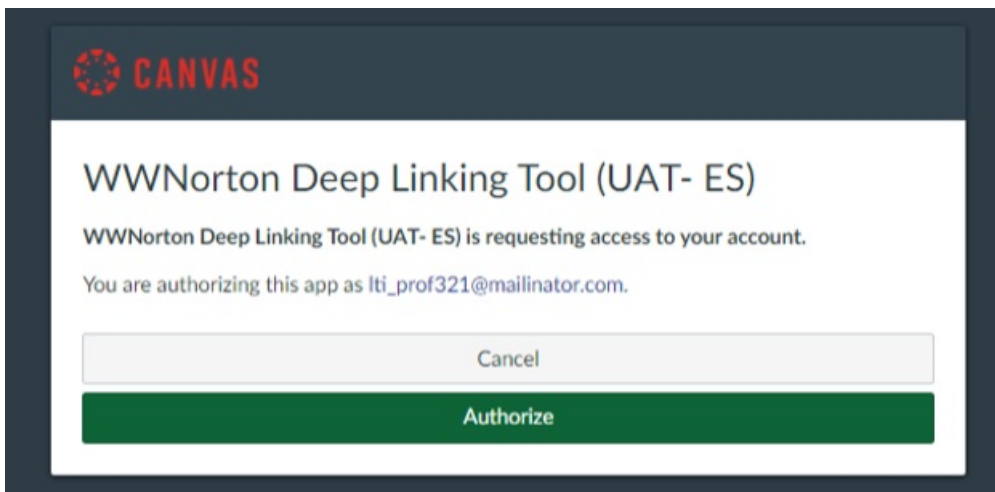 CANVAS
WWNorton Deep Linking Tool (UAT- ES)
WWNorton Deep Linking Tool (UAT- ES) is requesting access to your account.
You are authorizing this app as lti_prof321@mailinator.com.
Cancel
Authorize